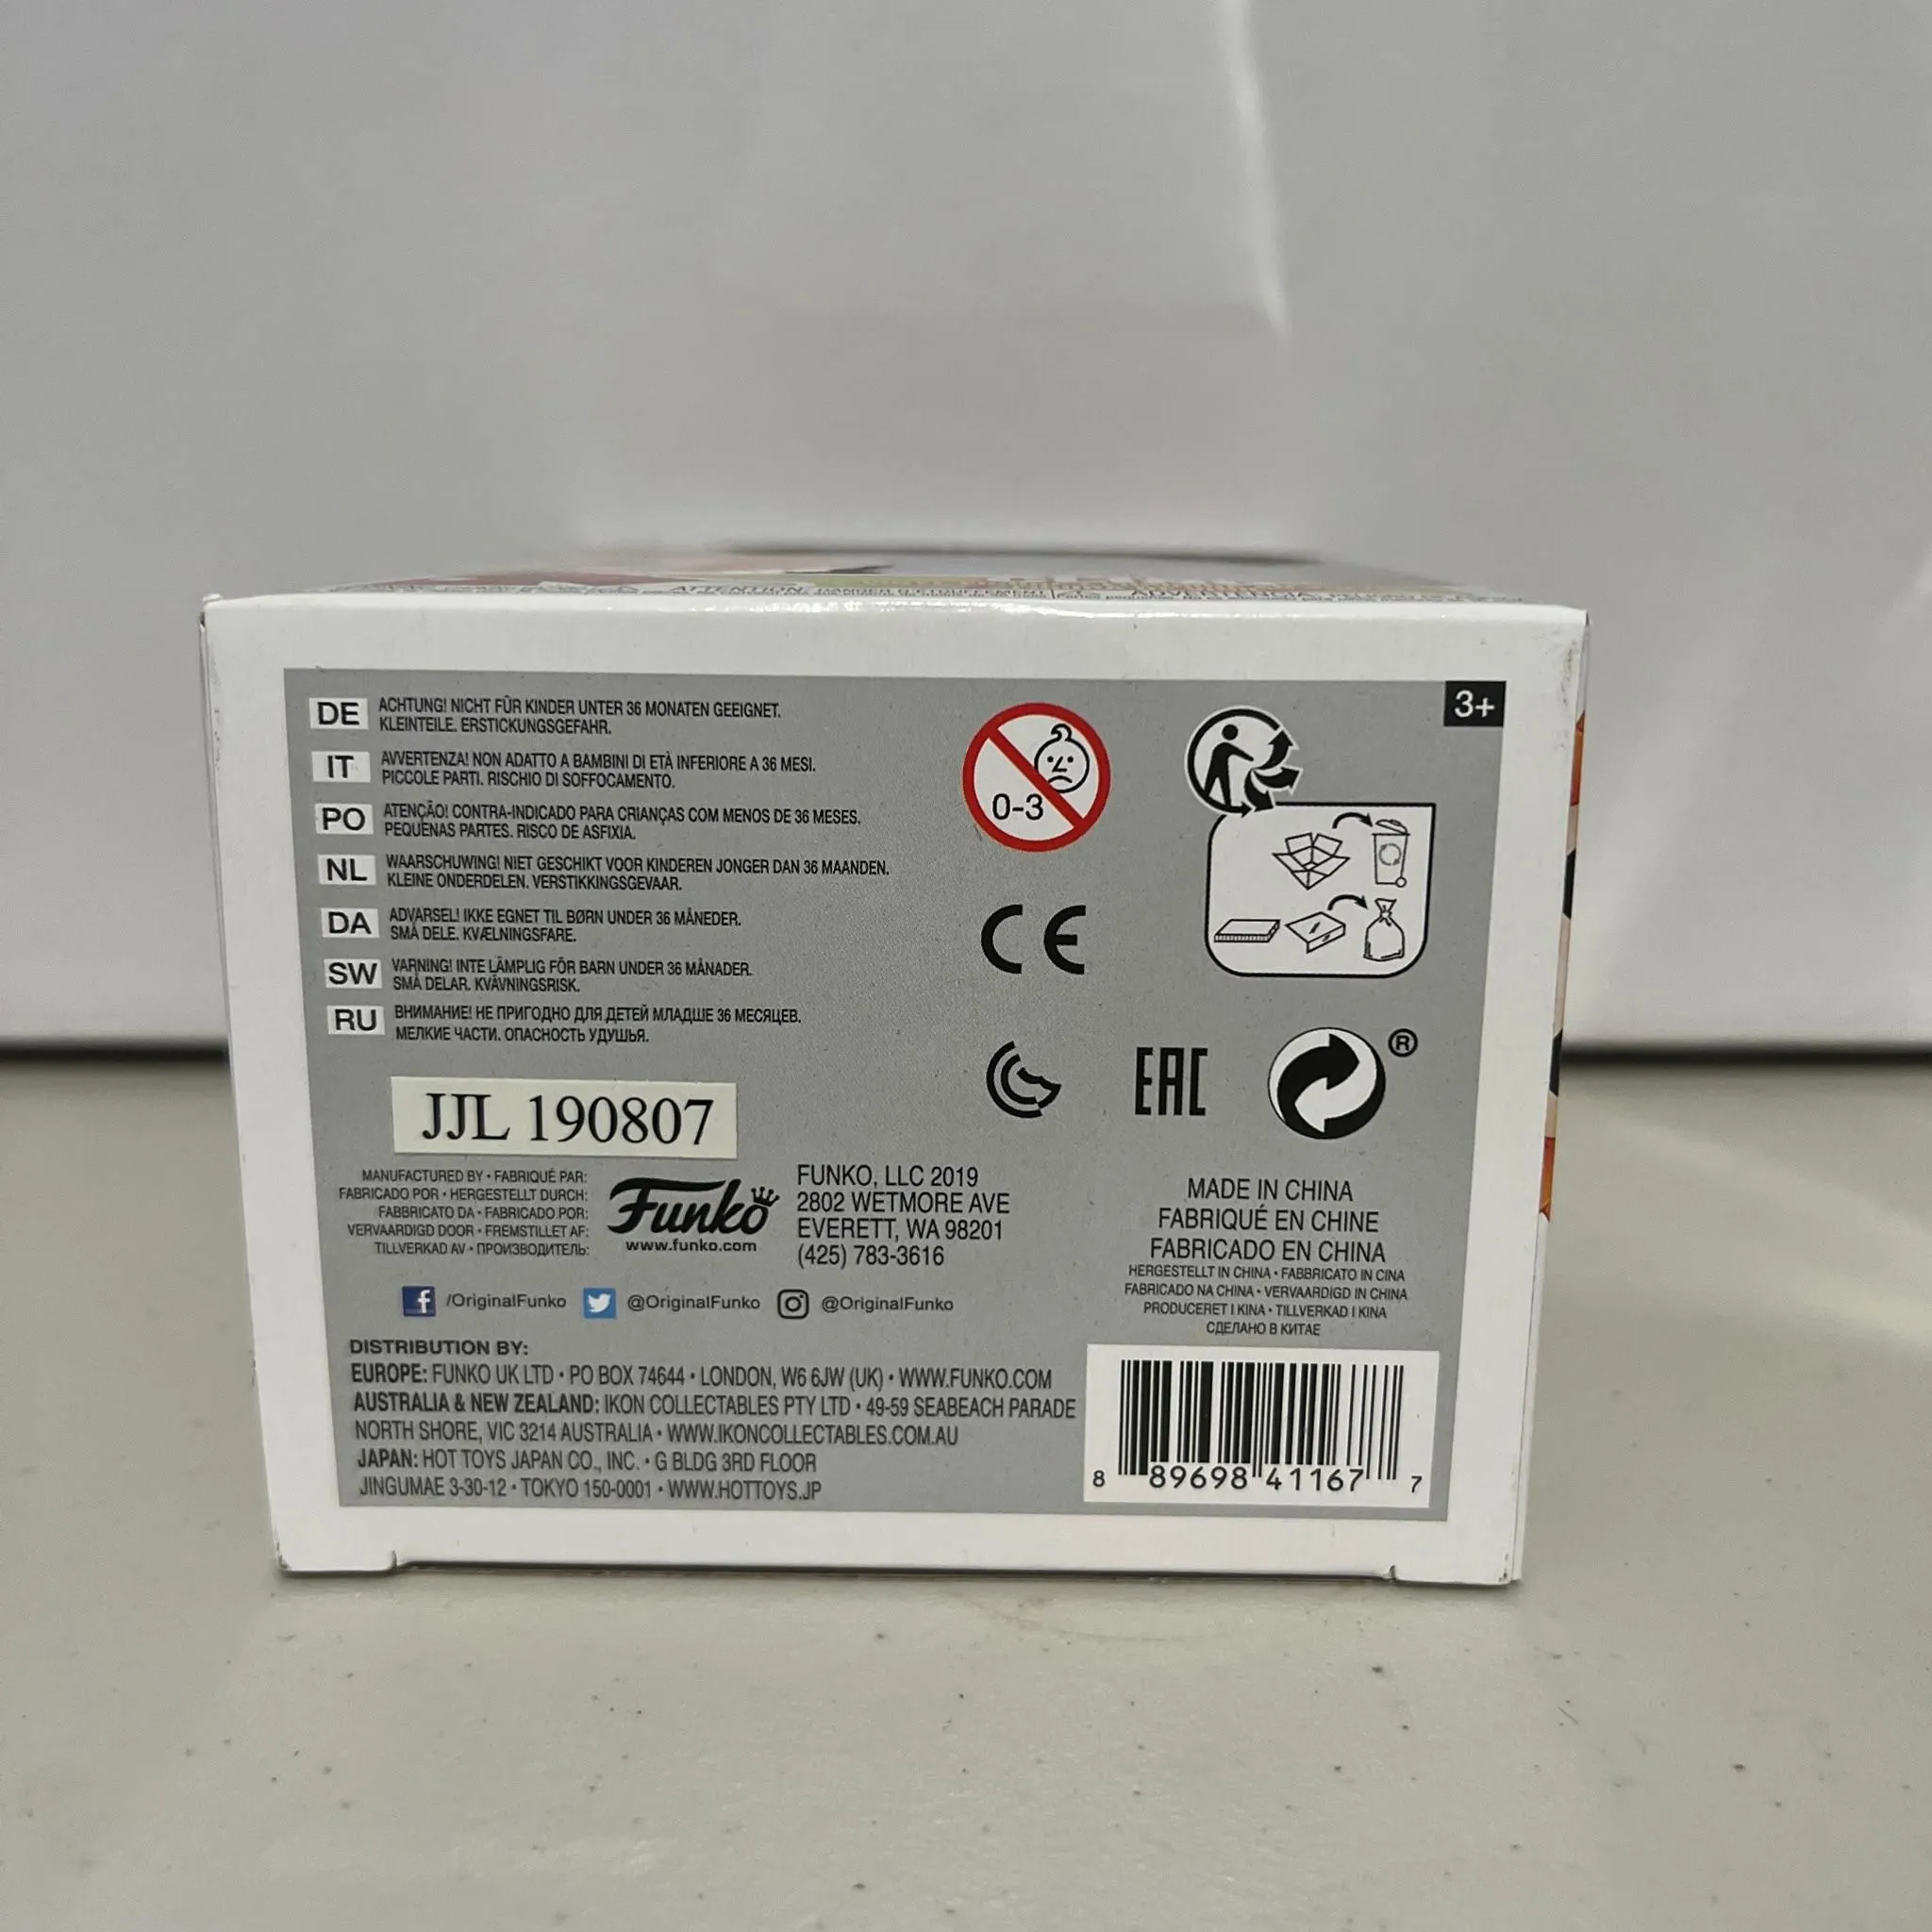 3+
DE ACHTUNG! NICHT FÜR KINDER UNTER 36 MONATEN GEEIGNET.
KLEINTEILE. ERSTICKUNGSGEFAHR.
IT AVVERTENZA! NON ADATTO A BAMBINI DI ETÀ INFERIORE A 36 MESI.
PICCOLE PARTI. RISCHIO DI SOFFOCAMENTO.
PO ATENÇÃO! CONTRA-INDICADO PARA CRIANÇAS COM MENOS DE 36 MESES.
PEQUENAS PARTES. RISCO DE ASFIXIA.
NL WAARSCHUWING! NIET GESCHIKT VOOR KINDEREN JONGER DAN 36 MAANDEN.
KLEINE ONDERDELEN. VERSTIKKINGSGEVAAR.
DA ADVARSEL! IKKE EGNET TIL BØRN UNDER 36 MÅNEDER.
SMÅ DELE. KVÆLNINGSFARE.
SW VARNING! INTE LÄMPLIG FÖR BARN UNDER 36 MÅNADER.
SMÅ DELAR. KVÄVNINGSRISK.
RU ВНИМАНИЕ! НЕ ПРИГОДНО ДЛЯ ДЕТЕЙ МЛАДШЕ 36 МЕСЯЦЕВ.
МЕЛКИЕ ЧАСТИ. ОПАСНОСТЬ УДУШЬЯ.
0-3
CE
EAC
®
JJL 190807
MANUFACTURED BY • FABRIQUÉ PAR:
FABRICADO POR • HERGESTELLT DURCH:
FABBRICATO DA • FABRICADO POR:
VERVAARDIGD DOOR • FREMSTILLET AF:
TILLVERKAD AV • ПРОИЗВОДИТЕЛЬ:
Funko
www.funko.com
FUNKO, LLC 2019
2802 WETMORE AVE
EVERETT, WA 98201
(425) 783-3616
MADE IN CHINA
FABRIQUÉ EN CHINE
FABRICADO EN CHINA
HERGESTELLT IN CHINA • FABBRICATO IN CINA
FABRICADO NA CHINA • VERVAARDIGD IN CHINA
PRODUCERET I KINA • TILLVERKAD I KINA
СДЕЛАНО В КИТАЕ
f /OriginalFunko @OriginalFunko @OriginalFunko
DISTRIBUTION BY:
EUROPE: FUNKO UK LTD • PO BOX 74644 • LONDON, W6 6JW (UK) • WWW.FUNKO.COM
AUSTRALIA & NEW ZEALAND: IKON COLLECTABLES PTY LTD • 49-59 SEABEACH PARADE
NORTH SHORE, VIC 3214 AUSTRALIA • WWW.IKONCOLLECTABLES.COM.AU
JAPAN: HOT TOYS JAPAN CO., INC. • G BLDG 3RD FLOOR
JINGUMAE 3-30-12 • TOKYO 150-0001 • WWW.HOTTOYS.JP
8 89698 41167 7